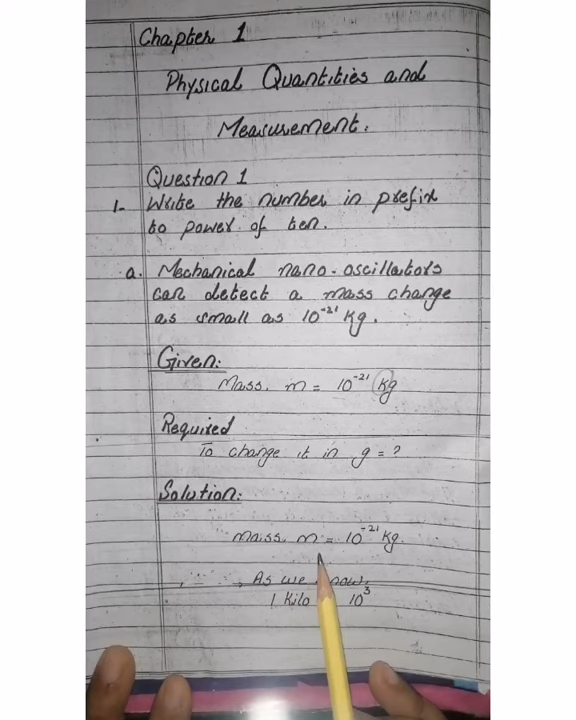 Chapter 1
Physical Quantities and
Measurement.
Question 1
1- Write the number in prefix
to power of ten.
a. Mechanical nano-oscillators
can detect a mass change
as small as 10⁻²¹ Kg.
Given:
Mass. m = 10⁻²¹ Kg
Required
To change it in g = ?
Solution:
Mass. m = 10⁻²¹ Kg.
As we
1 Kilo 10³